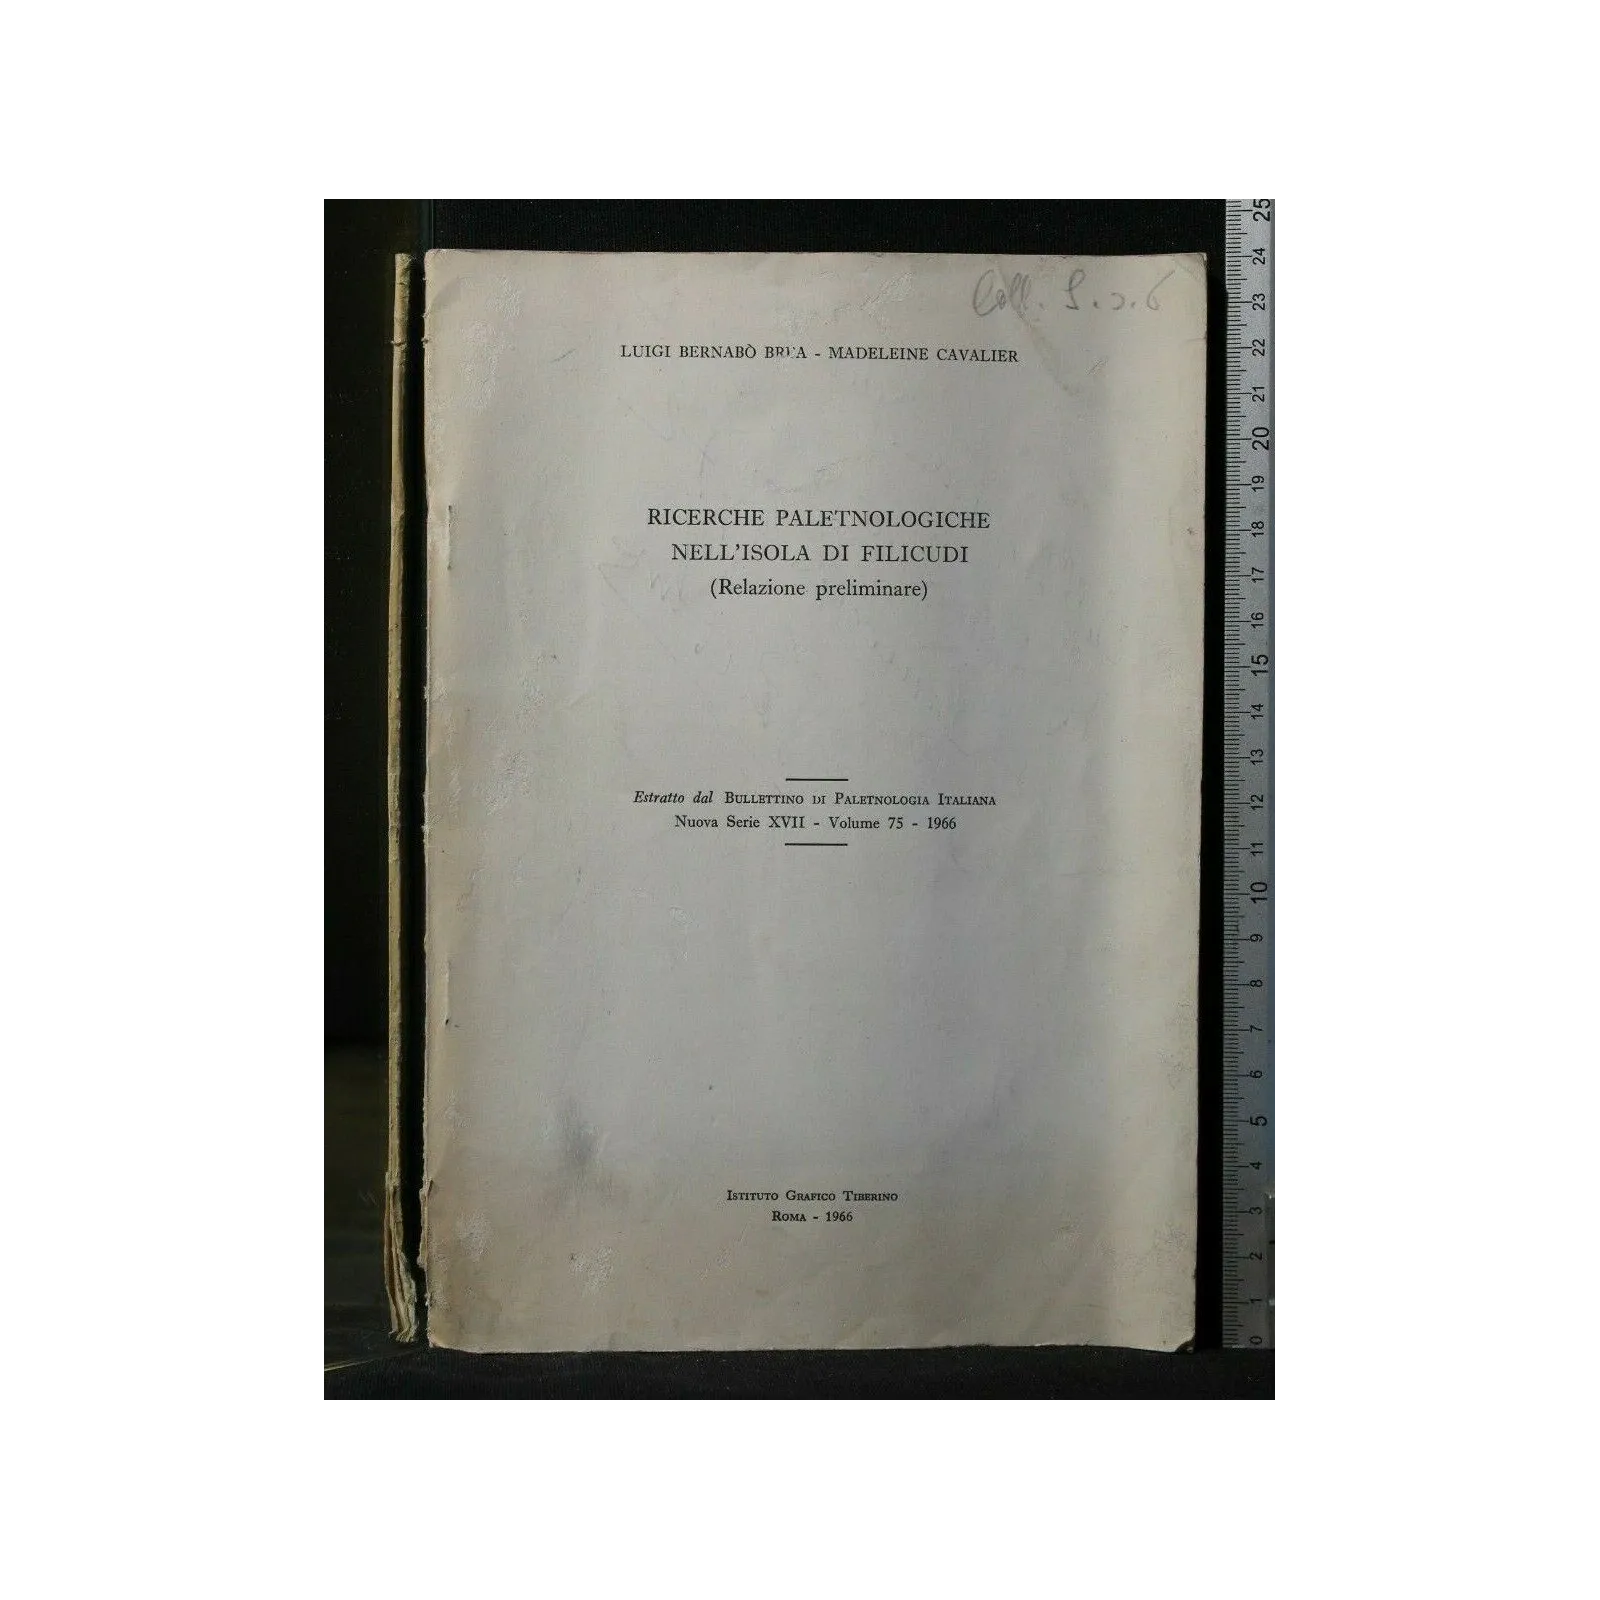 Coll.
LUIGI BERNABÒ BREA - MADELEINE CAVALIER
RICERCHE PALETNOLOGICHE
NELL'ISOLA DI FILICUDI
(Relazione preliminare)
Estratto dal BULLETTINO DI PALETNOLOGIA ITALIANA
Nuova Serie XVII - Volume 75 - 1966
ISTITUTO GRAFICO TIBERINO
ROMA - 1966
25
24
23
22
21
20
19
18
17
16
15
14
13
12
11
10
9
8
7
6
5
4
3
2
1
0